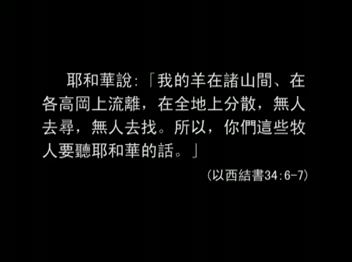 耶和華說:「我的羊在諸山間、在
各高岡上流離，在全地上分散，無人
去尋，無人去找。所以，你們這些牧
人要聽耶和華的話。」
(以西結書34:6-7)